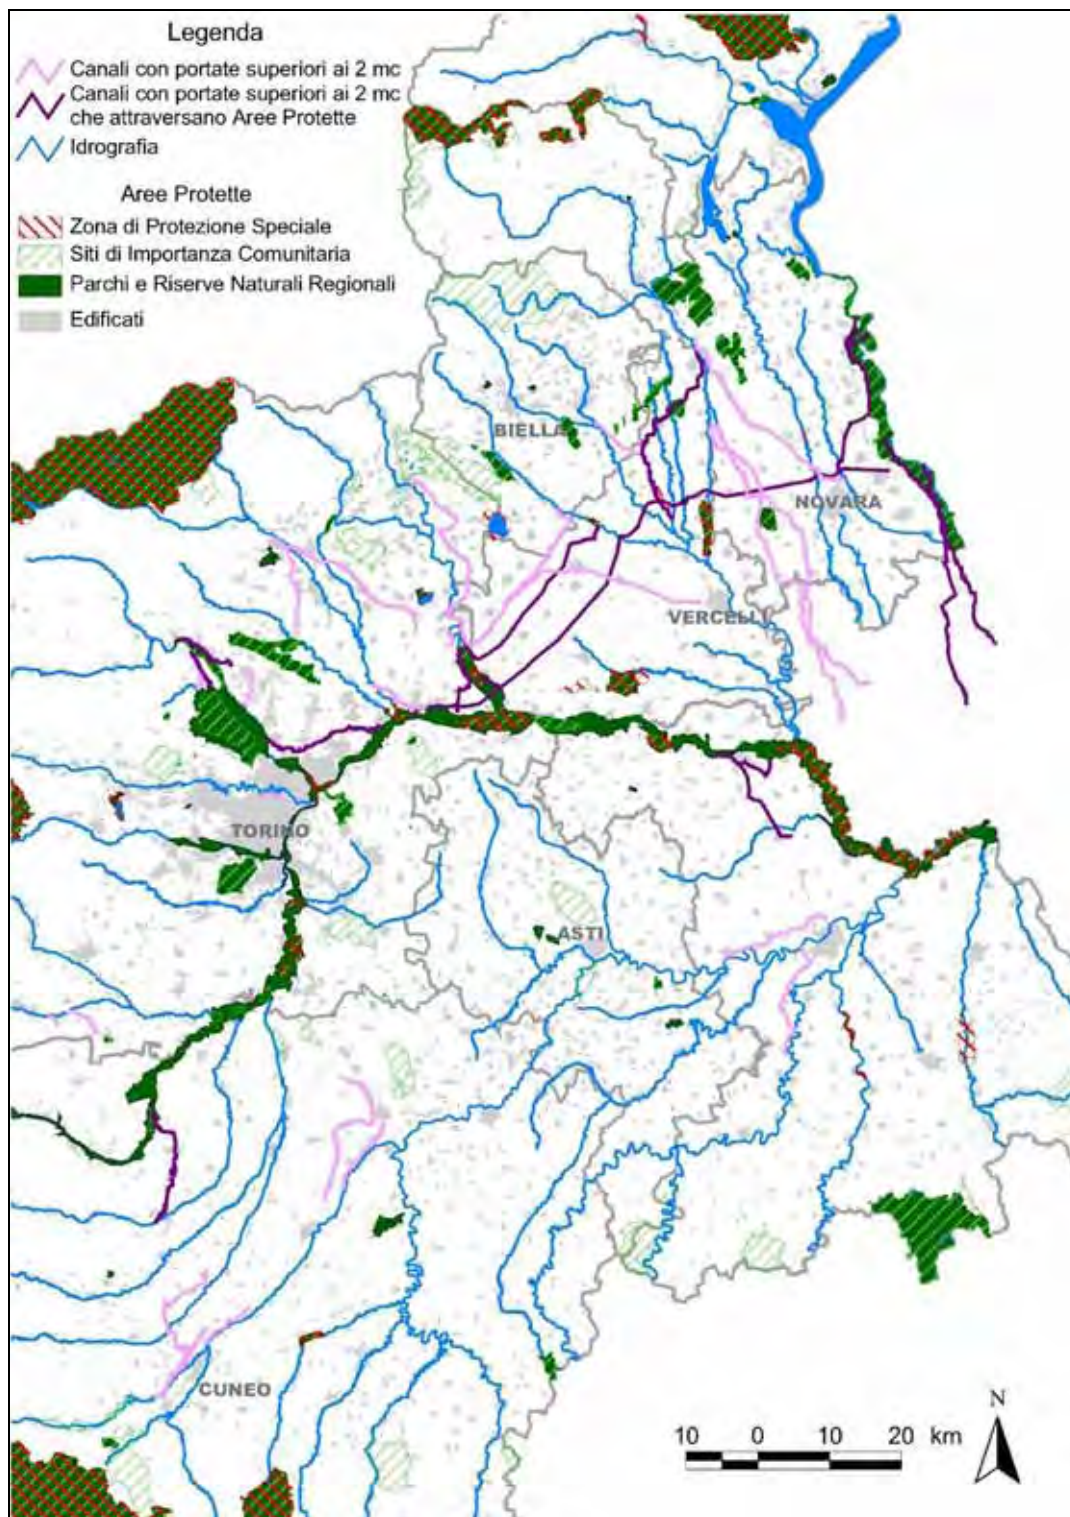 Legenda
Canali con portate superiori ai 2 mc
Canali con portate superiori ai 2 mc
che attraversano Aree Protette
Idrografia
Aree Protette
Zona di Protezione Speciale
Siti di Importanza Comunitaria
Parchi e Riserve Naturali Regionali
Edificati
BIELLA
NOVARA
VERCELLI
TORINO
ASTI
CUNEO
N
10 0 10 20 km